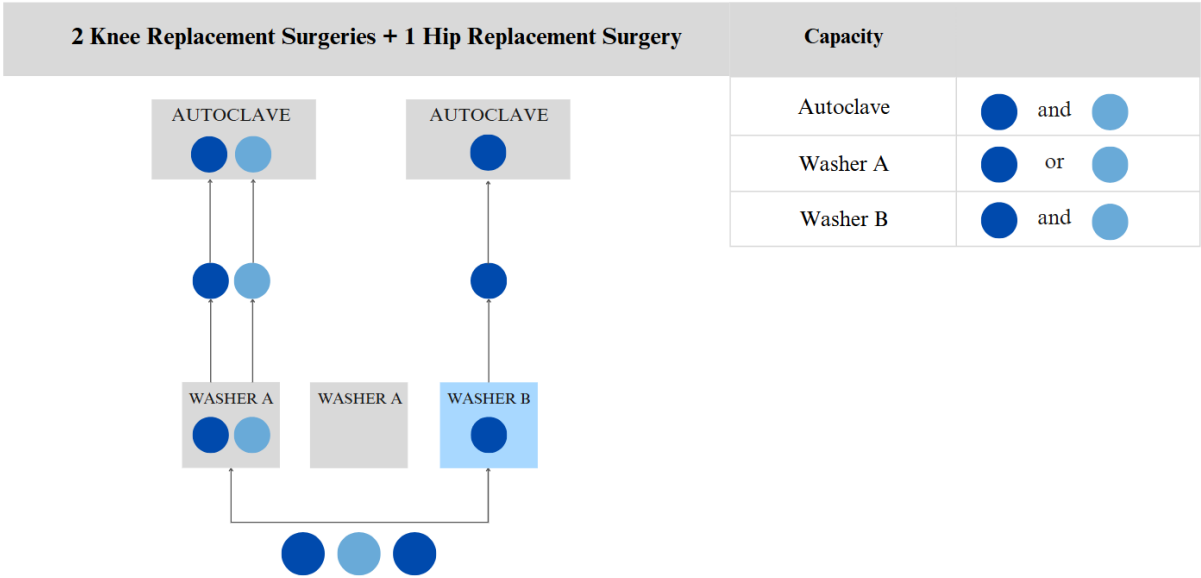 2 Knee Replacement Surgeries + 1 Hip Replacement Surgery
Capacity
Autoclave
and
Washer A
or
Washer B
and
AUTOCLAVE
AUTOCLAVE
WASHER A
WASHER A
WASHER B